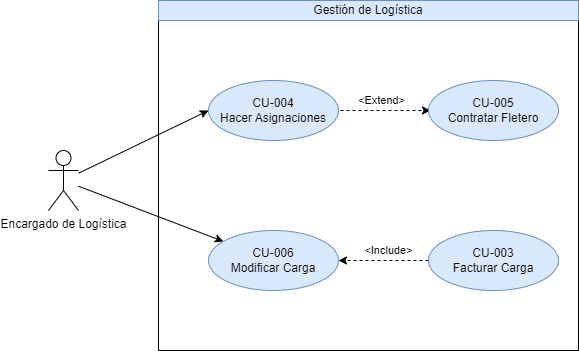 Gestión de Logística
CU-004
Hacer Asignaciones
<Extend>
CU-005
Contratar Fletero
Encargado de Logística
CU-006
Modificar Carga
<Include>
CU-003
Facturar Carga